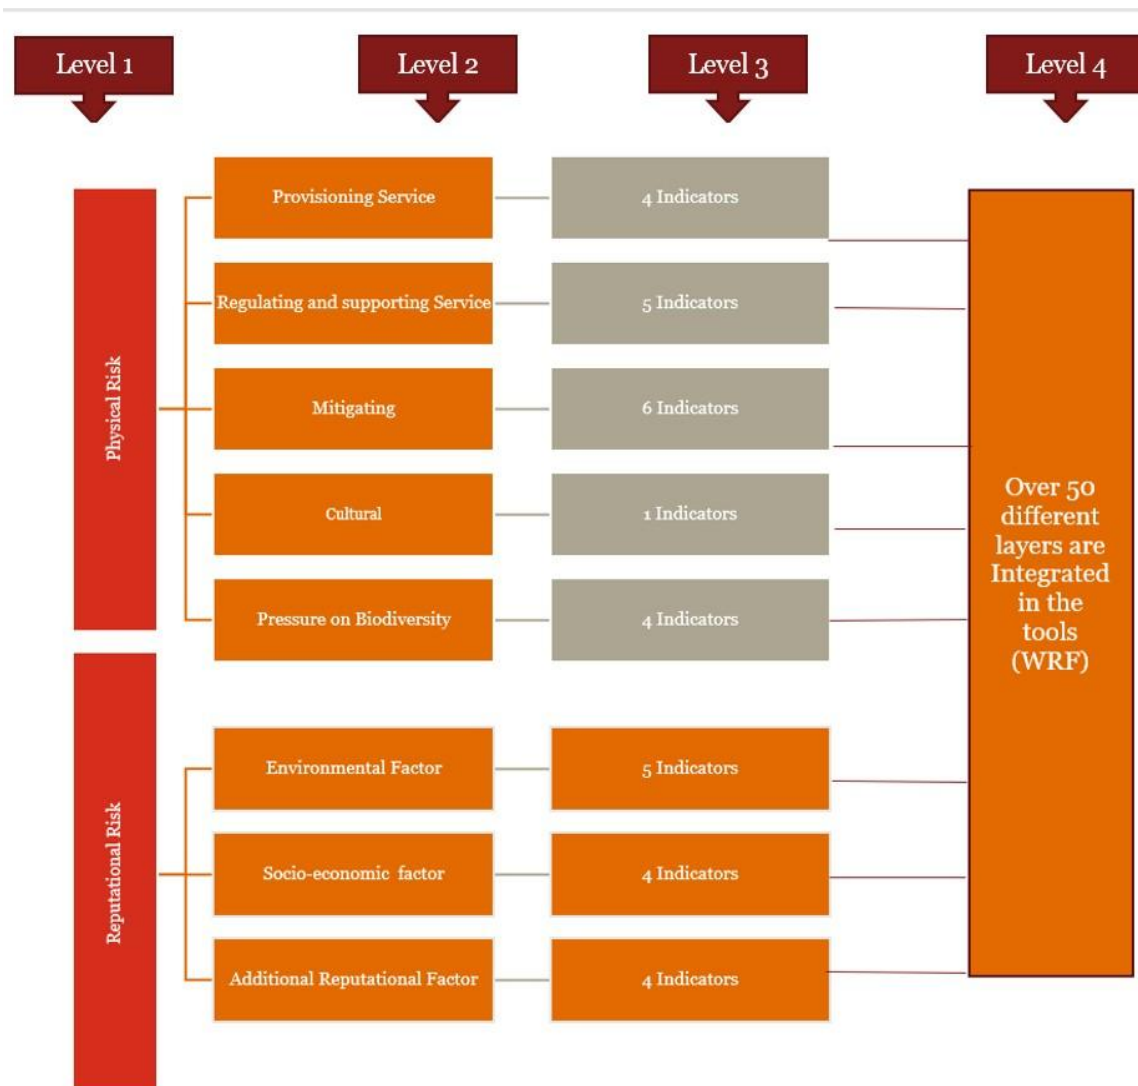 Level 1
Level 2
Level 3
Level 4
Physical Risk
Provisioning Service
4 Indicators
Regulating and supporting Service
5 Indicators
Mitigating
6 Indicators
Cultural
1 Indicators
Pressure on Biodiversity
4 Indicators
Reputational Risk
Environmental Factor
5 Indicators
Socio-economic factor
4 Indicators
Additional Reputational Factor
4 Indicators
Over 50
different
layers are
Integrated
in the
tools
(WRF)